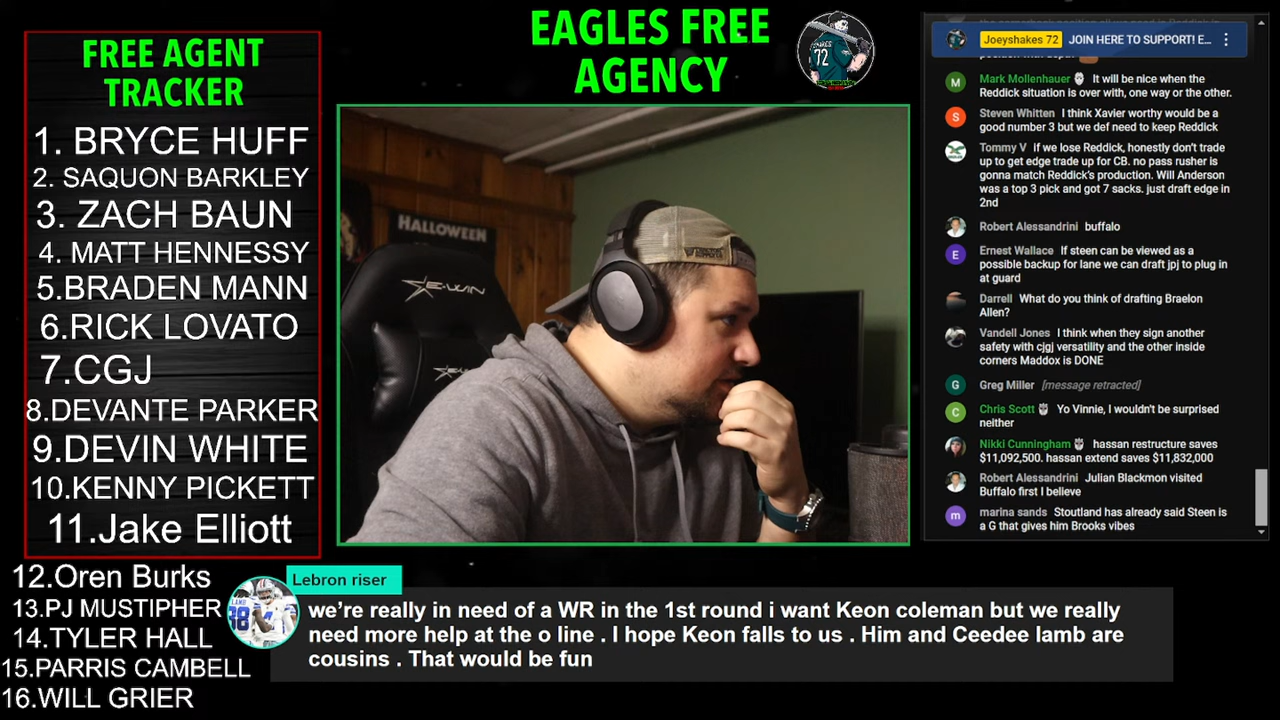 FREE AGENT
TRACKER
1. BRYCE HUFF
2. SAQUON BARKLEY
3. ZACH BAUN
4. MATT HENNESSY
5.BRADEN MANN
6.RICK LOVATO
7.CGJ
8.DEVANTE PARKER
9.DEVIN WHITE
10.KENNY PICKETT
11.Jake Elliott
12.Oren Burks
13.PJ MUSTIPHER
14.TYLER HALL
15.PARRIS CAMBELL
16.WILL GRIER
EAGLES FREE
AGENCY
72
HALLOWEEN
E-WIN
Lebron riser
we're really in need of a WR in the 1st round i want Keon coleman but we really
need more help at the o line . I hope Keon falls to us . Him and Ceedee lamb are
cousins . That would be fun
Joeyshakes 72 JOIN HERE TO SUPPORT! E...
Mark Mollenhauer It will be nice when the
Reddick situation is over with, one way or the other.
Steven Whitten I think Xavier worthy would be a
good number 3 but we def need to keep Reddick
Tommy V if we lose Reddick, honestly don't trade
up to get edge trade up for CB. no pass rusher is
gonna match Reddick's production. Will Anderson
was a top 3 pick and got 7 sacks. just draft edge in
2nd
Robert Alessandrini buffalo
Ernest Wallace If steen can be viewed as a
possible backup for lane we can draft jpj to plug in
at guard
Darrell What do you think of drafting Braelon
Allen?
Vandell Jones I think when they sign another
safety with cjgj versatility and the other inside
corners Maddox is DONE
Greg Miller [message retracted]
Chris Scott Yo Vinnie, I wouldn't be surprised
neither
Nikki Cunningham hassan restructure saves
$11,092,500. hassan extend saves $11,832,000
Robert Alessandrini Julian Blackmon visited
Buffalo first I believe
marina sands Stoutland has already said Steen is
a G that gives him Brooks vibes